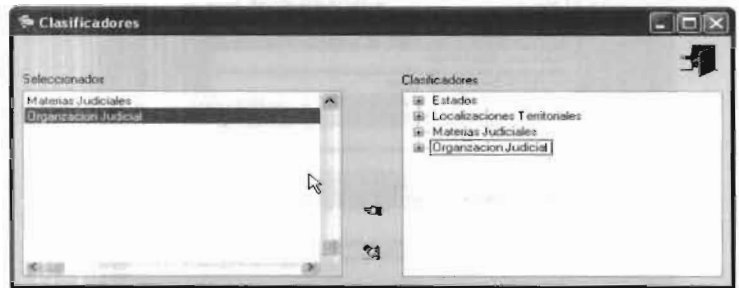 Clasificadores
Seleccionados
Materias Judiciales
Organizacion Judicial
Clasificadores
Estados
Localizaciones Territoriales
Materias Judiciales
Organizacion Judicial